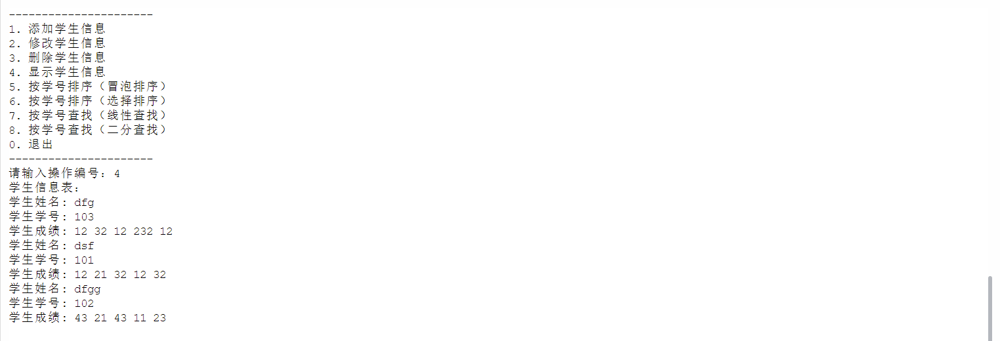 ----------------------
1. 添加学生信息
2. 修改学生信息
3. 删除学生信息
4. 显示学生信息
5. 按学号排序（冒泡排序）
6. 按学号排序（选择排序）
7. 按学号查找（线性查找）
8. 按学号查找（二分查找）
0. 退出
----------------------
请输入操作编号：4
学生信息表：
学生姓名：dfg
学生学号：103
学生成绩：12 32 12 232 12
学生姓名：dsf
学生学号：101
学生成绩：12 21 32 12 32
学生姓名：dfgg
学生学号：102
学生成绩：43 21 43 11 23